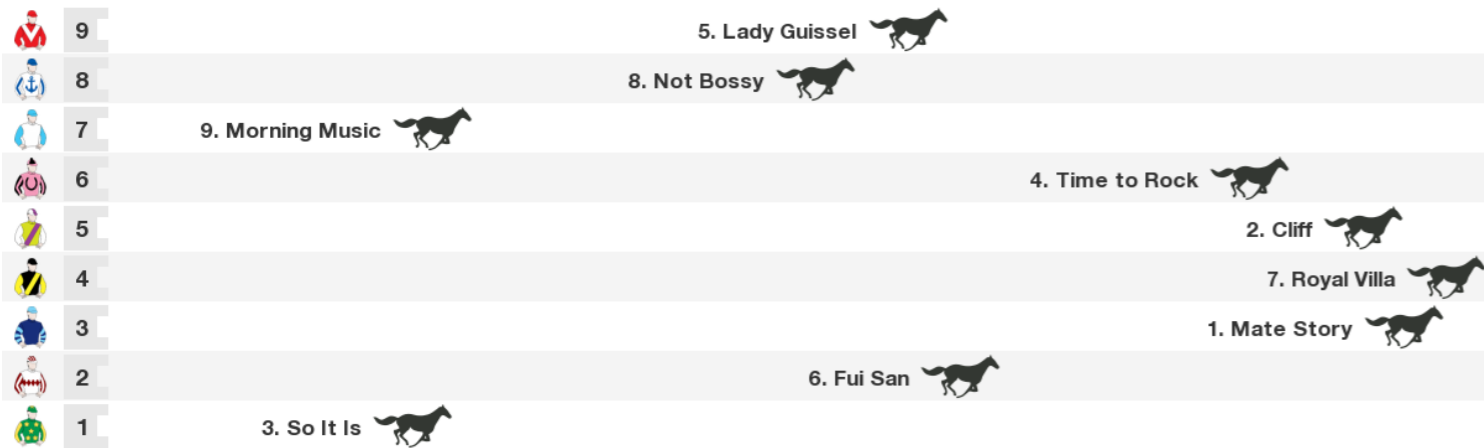 9 5. Lady Guissel
8 8. Not Bossy
7 9. Morning Music
6 4. Time to Rock
5 2. Cliff
4 7. Royal Villa
3 1. Mate Story
2 6. Fui San
1 3. So It Is